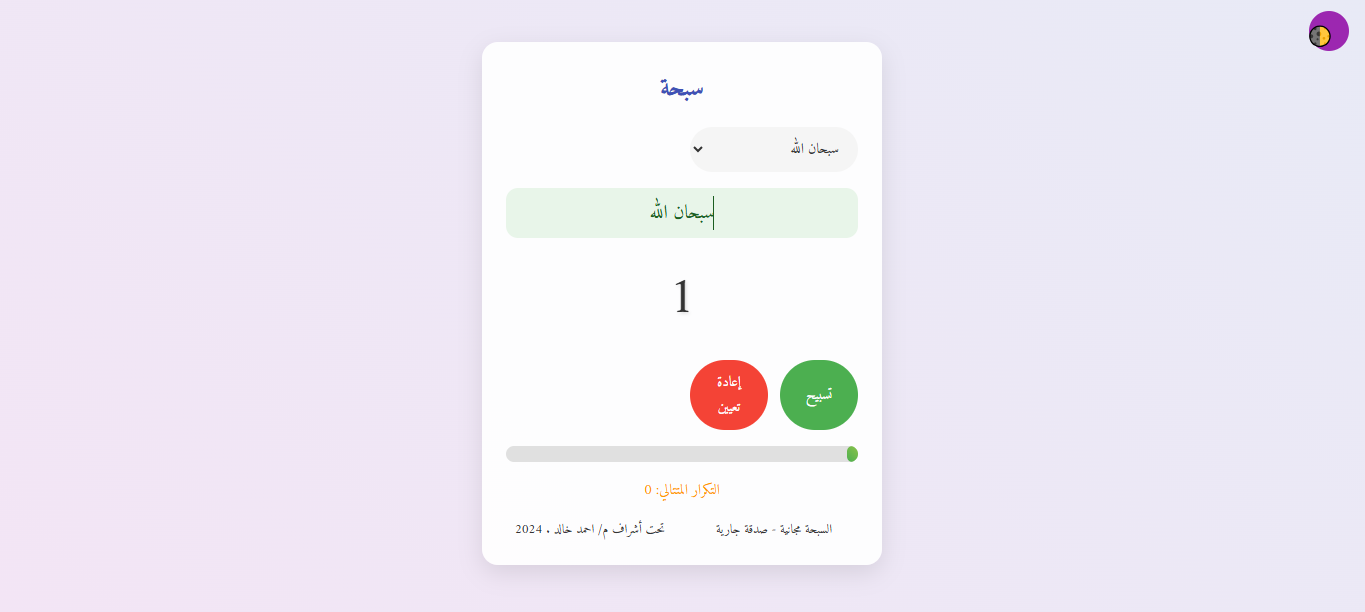 سبحة
سبحان الله
سبحان الله
1
تسبيح
إعادة
تعيين
التكرار المتتالي: 0
السبحة مجانية - صدقة جارية
تحت أشراف م/ احمد خالد . 2024